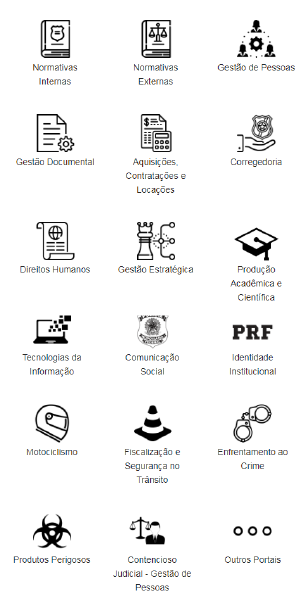 Normativas
Internas
Normativas
Externas
Gestão de Pessoas
Gestão Documental
Aquisições,
Contratações e
Locações
Corregedoria
Direitos Humanos
Gestão Estratégica
Produção
Acadêmica e
Científica
Tecnologias da
Informação
Comunicação
Social
PRF
Identidade
Institucional
Motociclismo
Fiscalização e
Segurança no
Trânsito
Enfrentamento ao
Crime
Produtos Perigosos
Contencioso
Judicial - Gestão de
Pessoas
Outros Portais